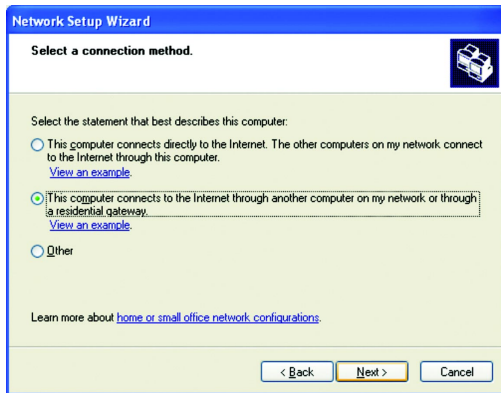 Network Setup Wizard
Select a connection method.
Select the statement that best describes this computer:
This computer connects directly to the Internet. The other computers on my network connect
to the Internet through this computer.
View an example.
This computer connects to the Internet through another computer on my network or through
a residential gateway.
View an example.
Other
Learn more about home or small office network configurations.
< Back
Next >
Cancel